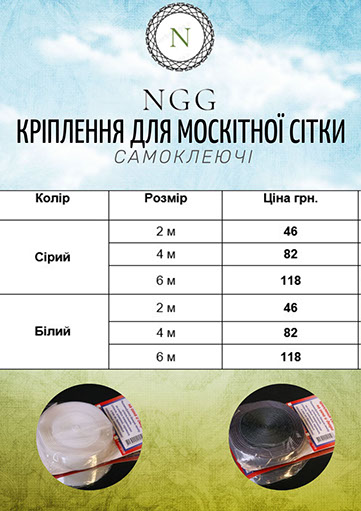 N
NGG
КРІПЛЕННЯ ДЛЯ МОСКІТНОЇ СІТКИ
САМОКЛЕЮЧІ
Колір Розмір Ціна грн.
Сірий
2 м 46
4 м 82
6 м 118
Білий
2 м 46
4 м 82
6 м 118